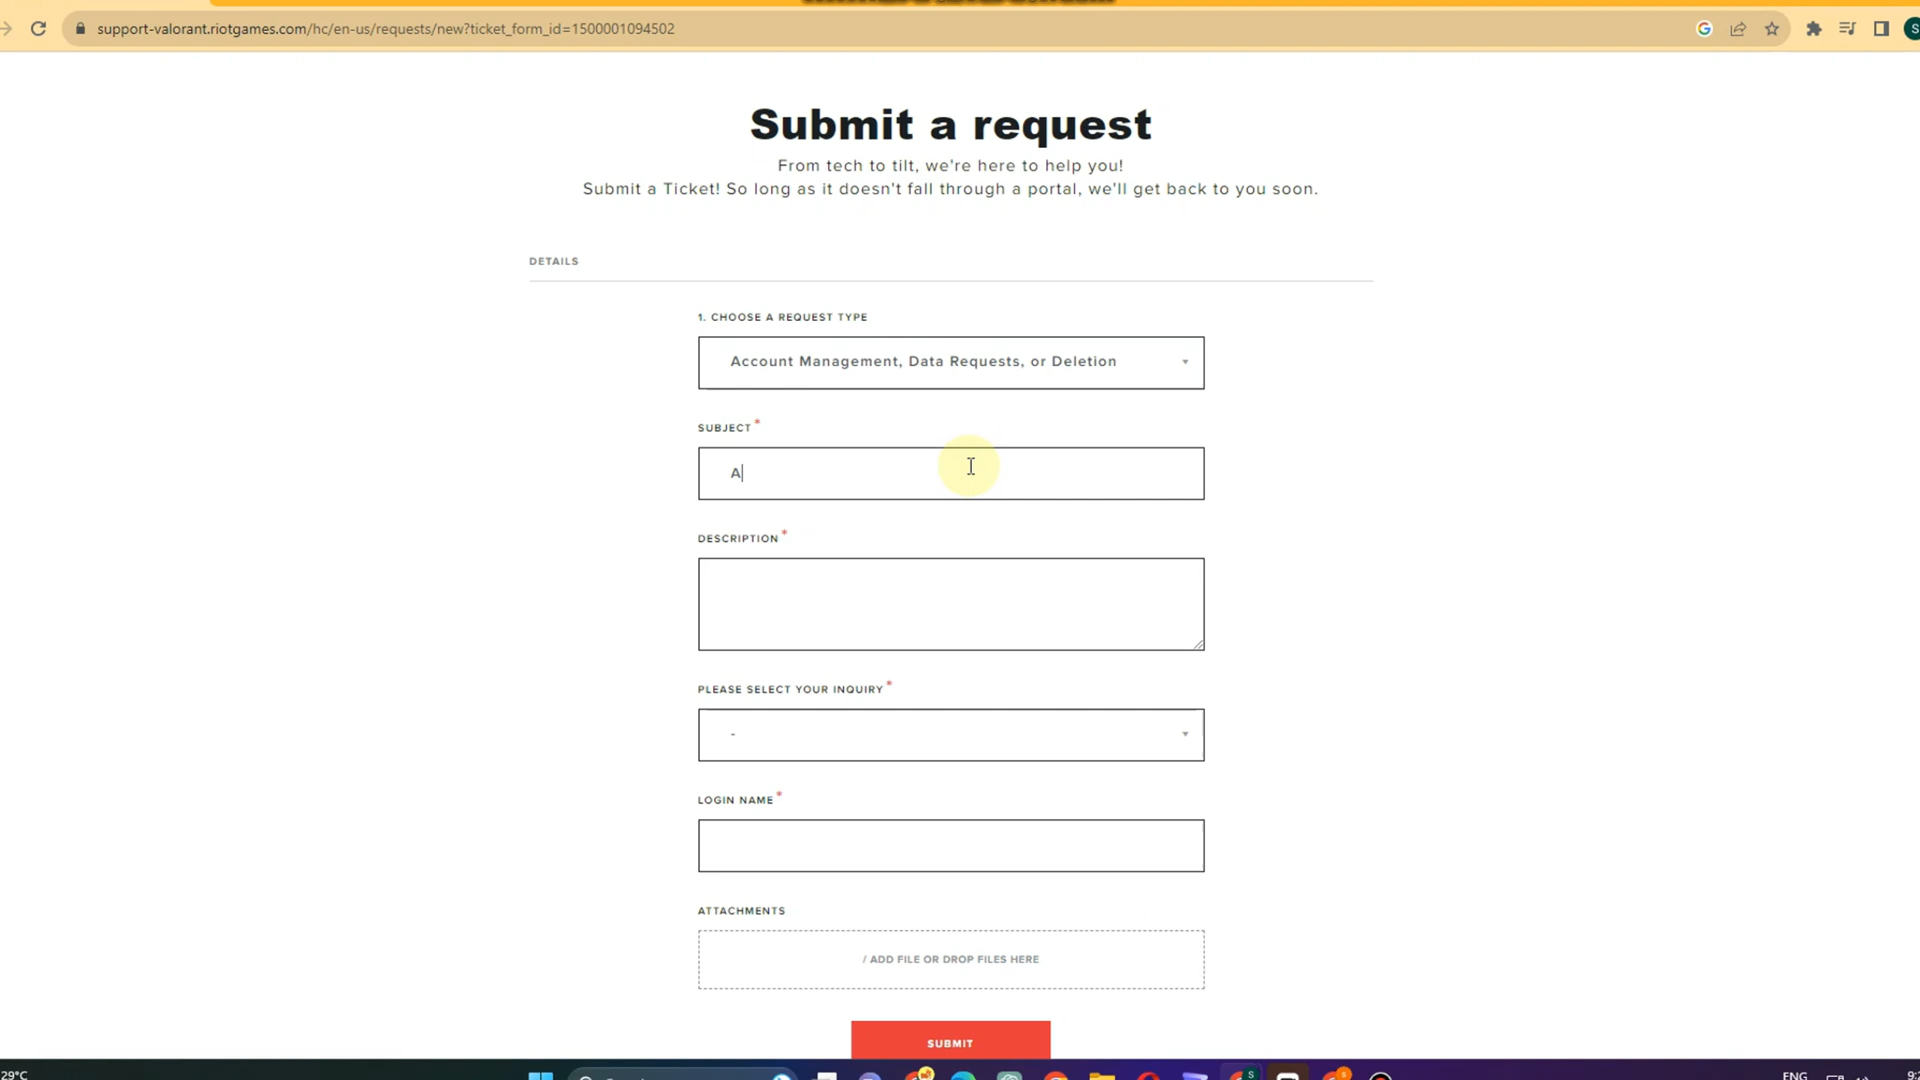 support-valorant.riotgames.com/hc/en-us/requests/new?ticket_form_id=1500001094502
S
Submit a request
From tech to tilt, we're here to help you!
Submit a Ticket! So long as it doesn't fall through a portal, we'll get back to you soon.
DETAILS
1. CHOOSE A REQUEST TYPE
Account Management, Data Requests, or Deletion
SUBJECT *
A
DESCRIPTION *
PLEASE SELECT YOUR INQUIRY *
-
LOGIN NAME *
ATTACHMENTS
/ ADD FILE OR DROP FILES HERE
SUBMIT
29°C
ENG